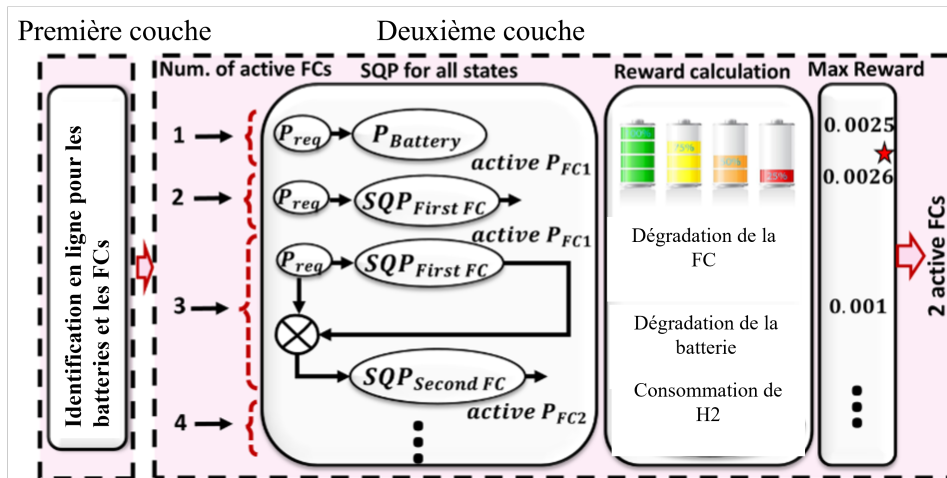 Première couche
Deuxième couche
Identification en ligne pour les
batteries et les FCs
Num. of active FCs
SQP for all states
Reward calculation
Max Reward
1
P_req
P_Battery
active P_FC1
2
P_req
SQP_First FC
active P_FC1
3
P_req
SQP_First FC
SQP_Second FC
active P_FC2
4
75%
25%
Dégradation de la
FC
Dégradation de la
batterie
Consommation de
H2
0.0025
0.0026
0.001
2 active FCs